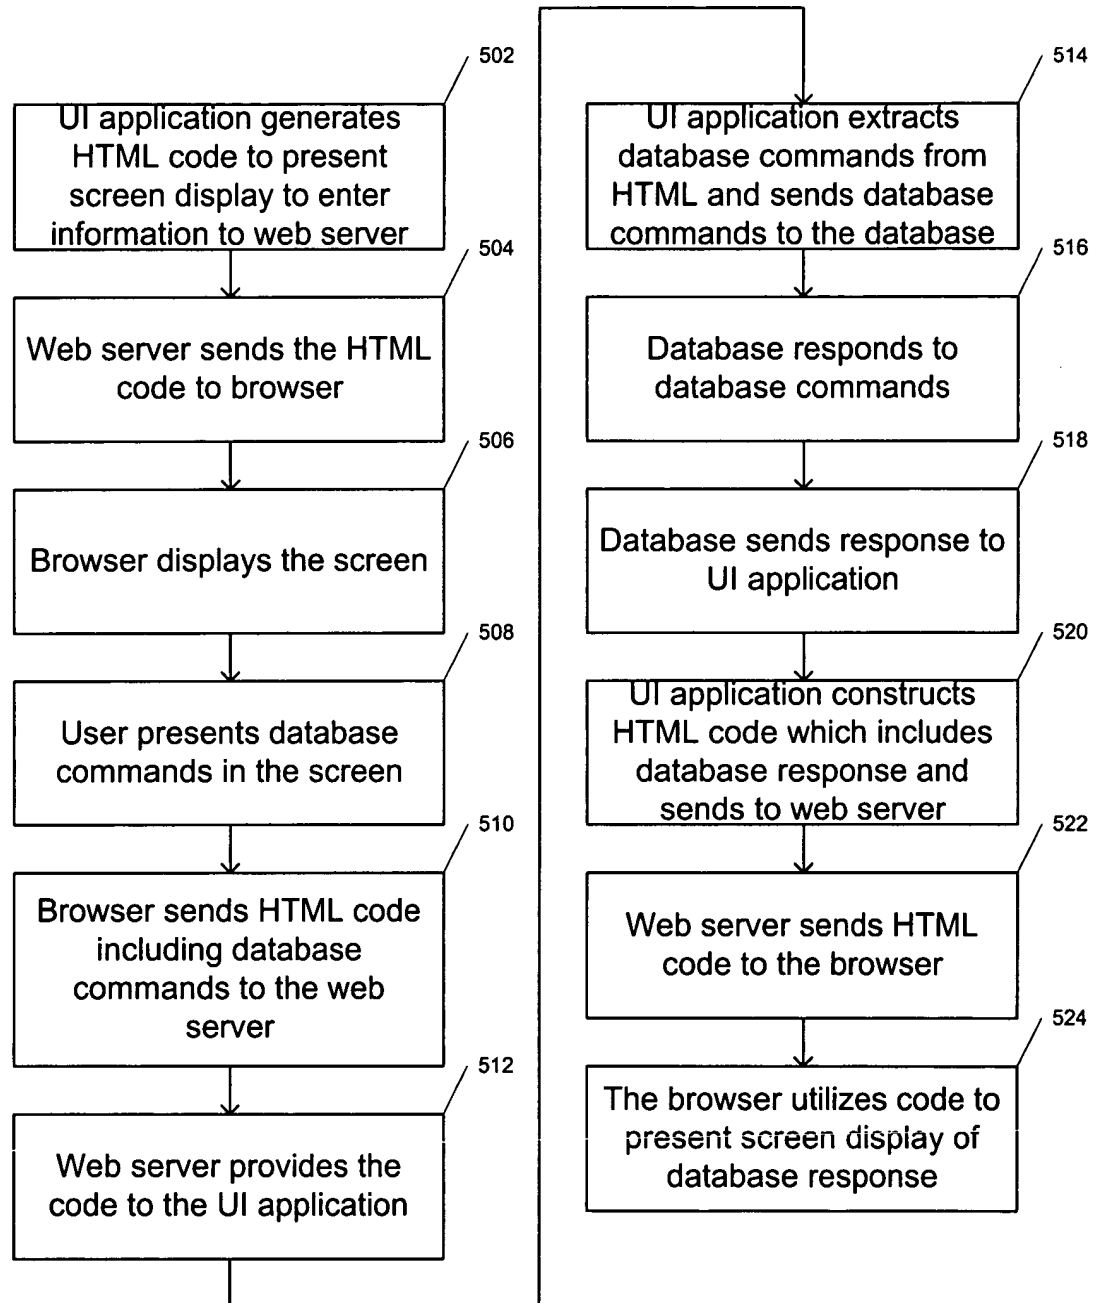 502
UI application generates
HTML code to present
screen display to enter
information to web server
504
Web server sends the HTML
code to browser
506
Browser displays the screen
508
User presents database
commands in the screen
510
Browser sends HTML code
including database
commands to the web
server
512
Web server provides the
code to the UI application
514
UI application extracts
database commands from
HTML and sends database
commands to the database
516
Database responds to
database commands
518
Database sends response to
UI application
520
UI application constructs
HTML code which includes
database response and
sends to web server
522
Web server sends HTML
code to the browser
524
The browser utilizes code to
present screen display of
database response